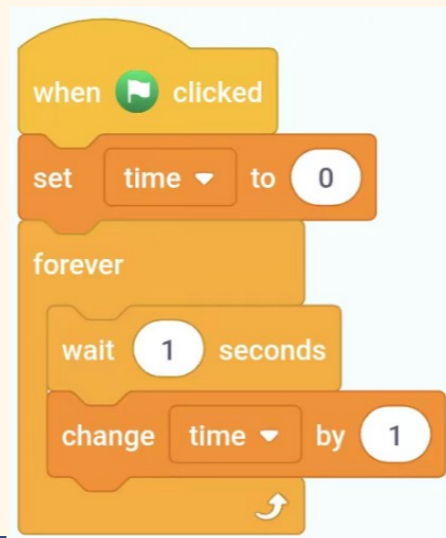 when clicked
set time to 0
forever
wait 1 seconds
change time by 1